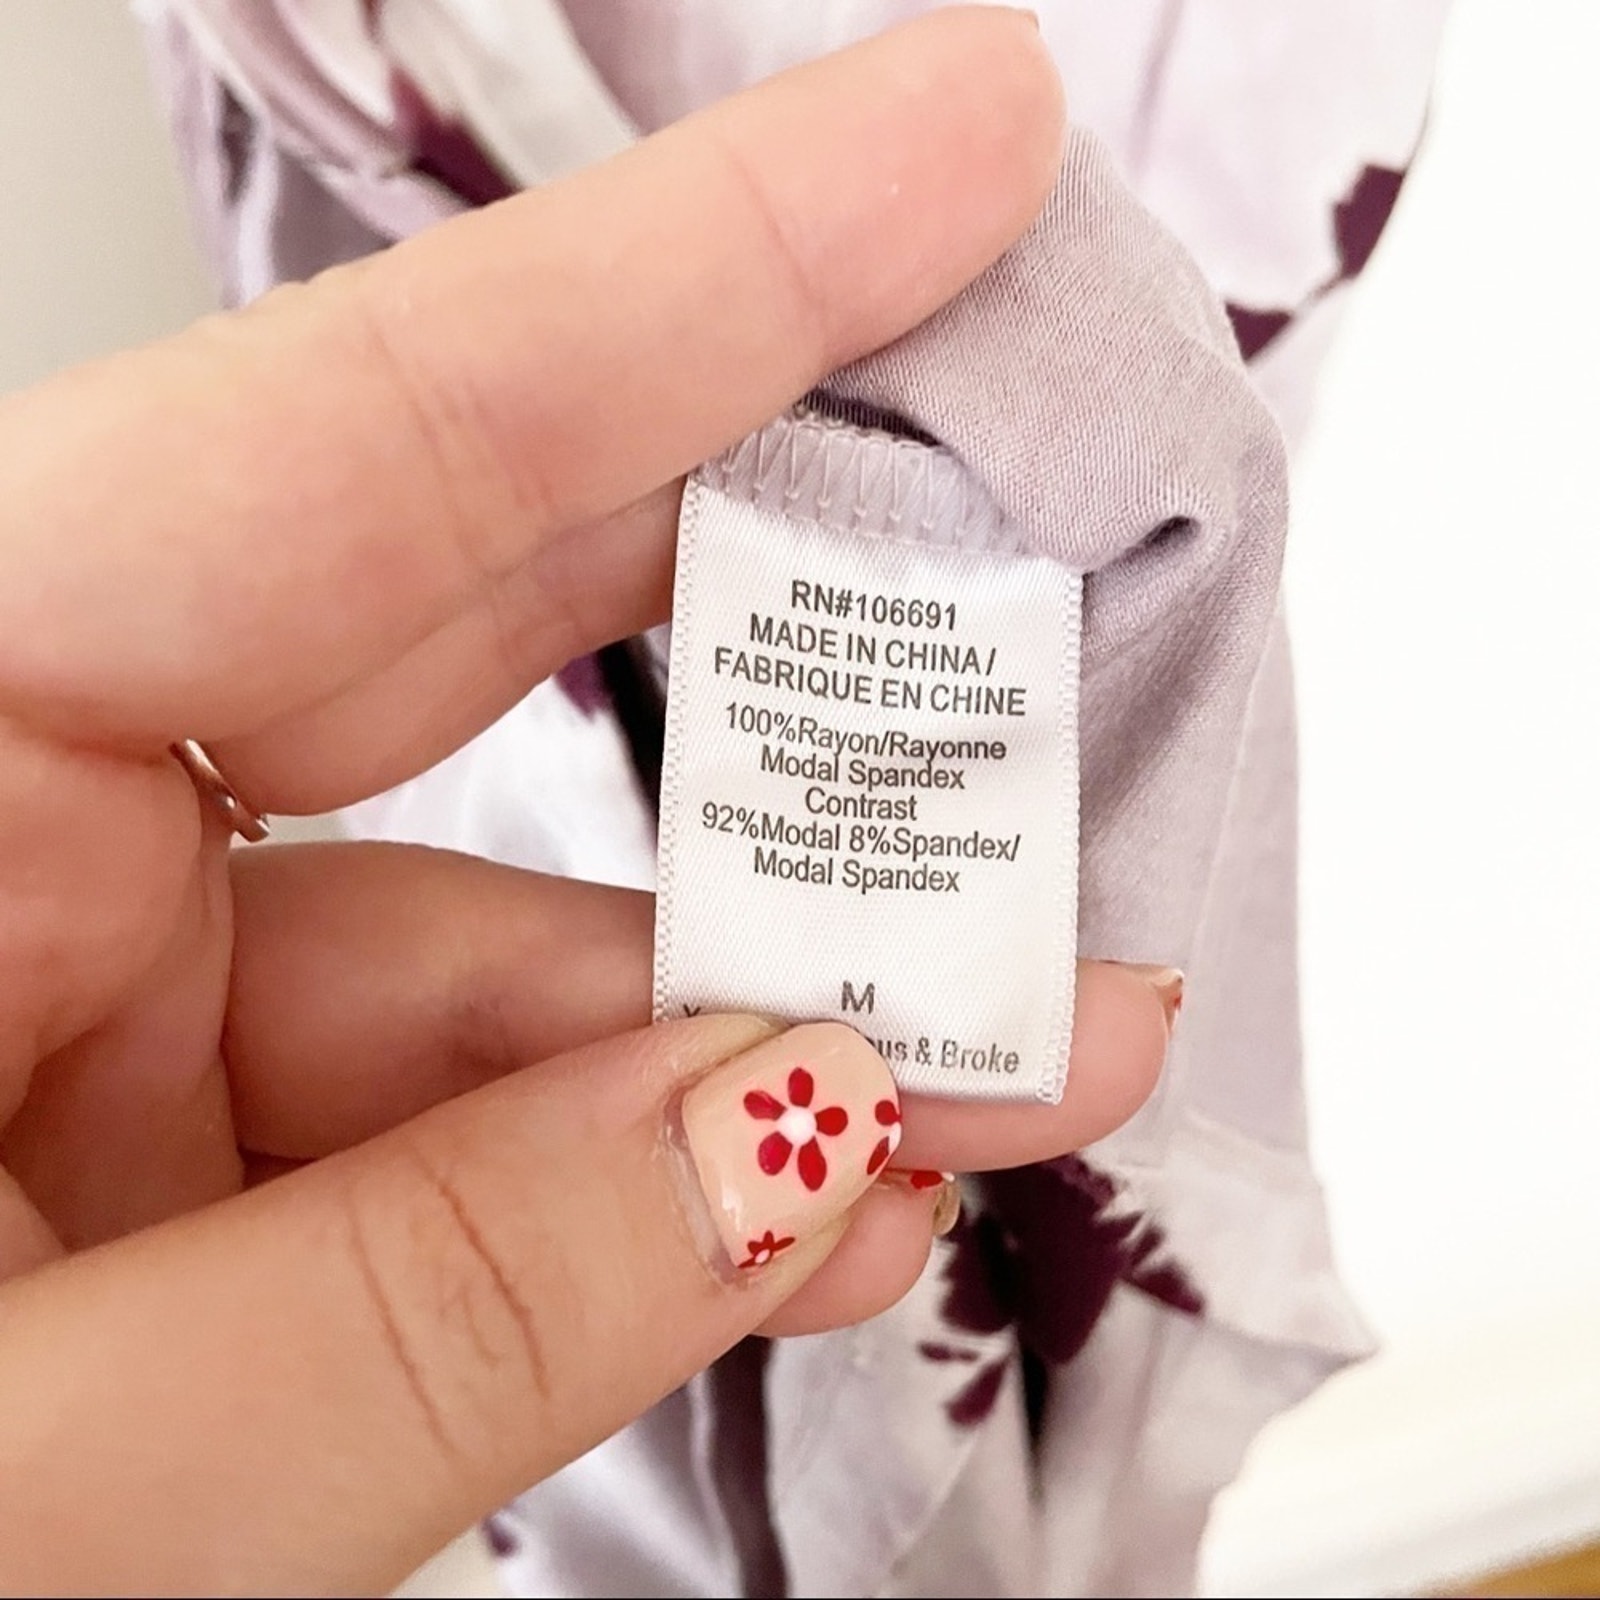 RN#106691
MADE IN CHINA/
FABRIQUE EN CHINE
100%Rayon/Rayonne
Modal Spandex
Contrast
92%Modal 8%Spandex/
Modal Spandex
M
& Broke